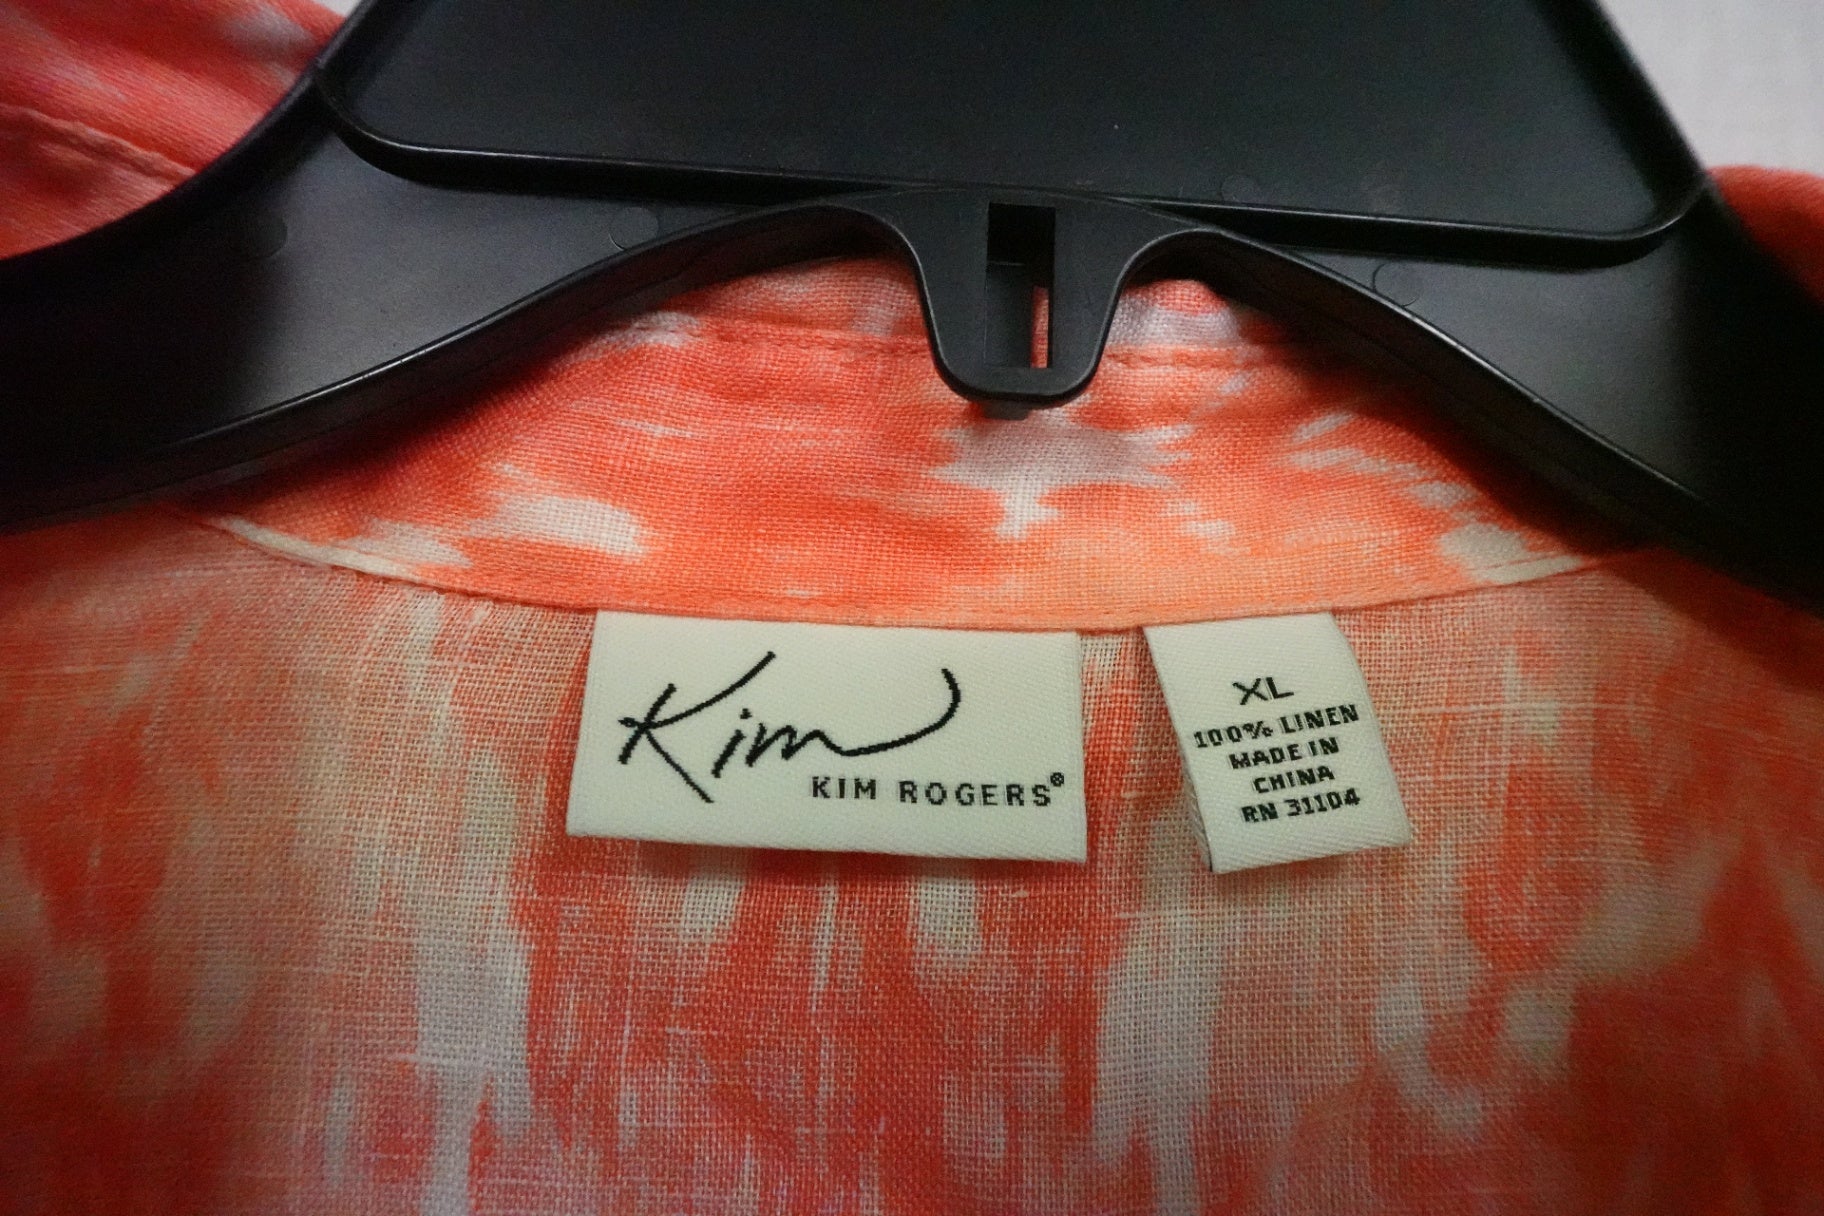 Kim
KIM ROGERS®
XL
100% LINEN
MADE IN
CHINA
RN 31104